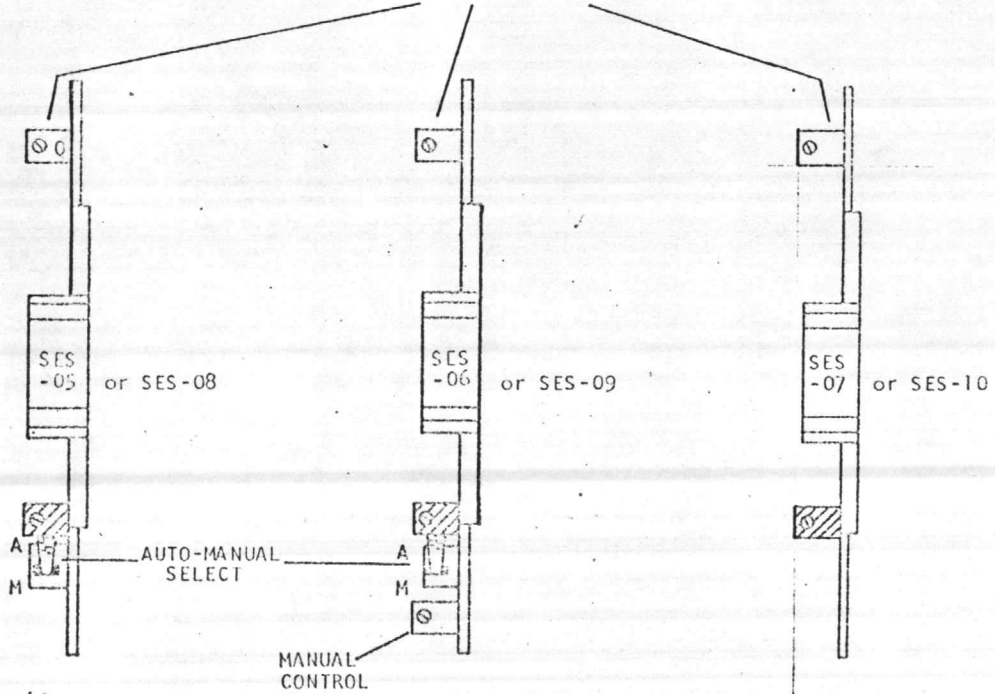 SES
-05 or SES-08
SES
-06 or SES-09
SES
-07 or SES-10
A
M
AUTO-MANUAL
SELECT
A
M
MANUAL
CONTROL